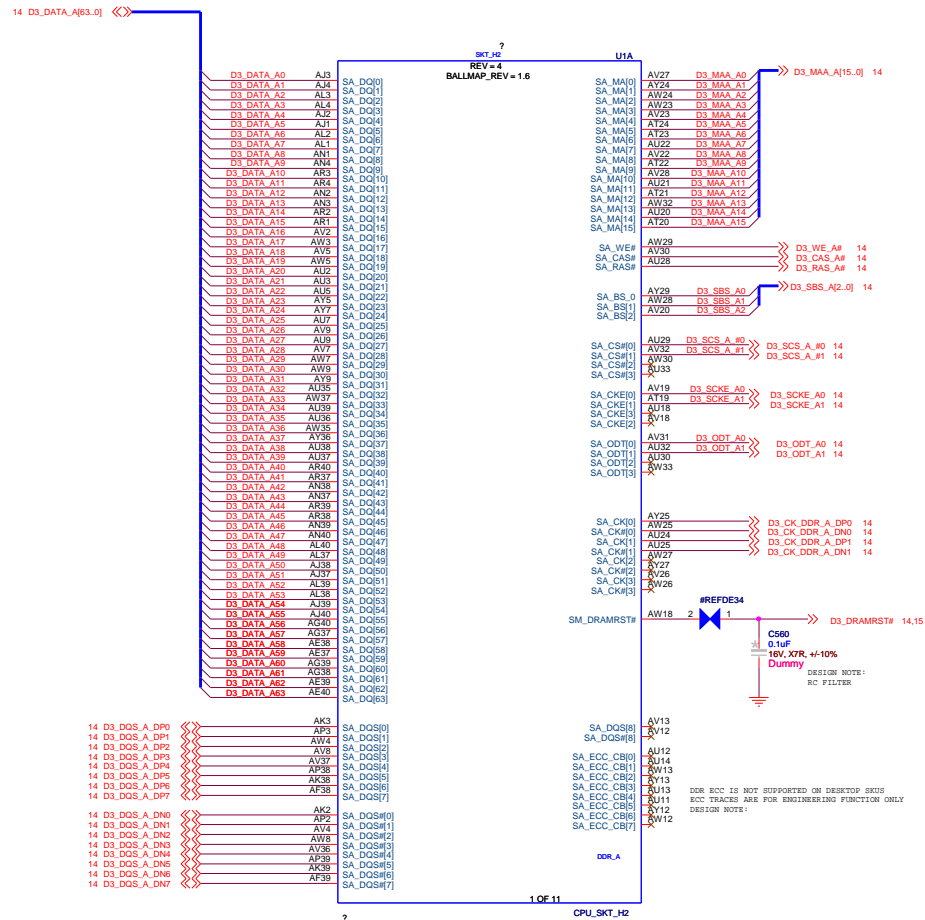 14 D3_DATA_A[63..0]
?
SKT_H2
U1A
REV = 4
BALLMAP_REV = 1.6
D3_DATA_A0 AJ3 SA_DQ[0]
D3_DATA_A1 AJ4 SA_DQ[1]
D3_DATA_A2 AL3 SA_DQ[2]
D3_DATA_A3 AL4 SA_DQ[3]
D3_DATA_A4 AJ2 SA_DQ[4]
D3_DATA_A5 AJ1 SA_DQ[5]
D3_DATA_A6 AL2 SA_DQ[6]
D3_DATA_A7 AL1 SA_DQ[7]
D3_DATA_A8 AN1 SA_DQ[8]
D3_DATA_A9 AN4 SA_DQ[9]
D3_DATA_A10 AR3 SA_DQ[10]
D3_DATA_A11 AR4 SA_DQ[11]
D3_DATA_A12 AN2 SA_DQ[12]
D3_DATA_A13 AN3 SA_DQ[13]
D3_DATA_A14 AR2 SA_DQ[14]
D3_DATA_A15 AR1 SA_DQ[15]
D3_DATA_A16 AV2 SA_DQ[16]
D3_DATA_A17 AW3 SA_DQ[17]
D3_DATA_A18 AV5 SA_DQ[18]
D3_DATA_A19 AW5 SA_DQ[19]
D3_DATA_A20 AU2 SA_DQ[20]
D3_DATA_A21 AU3 SA_DQ[21]
D3_DATA_A22 AU5 SA_DQ[22]
D3_DATA_A23 AY5 SA_DQ[23]
D3_DATA_A24 AY7 SA_DQ[24]
D3_DATA_A25 AU7 SA_DQ[25]
D3_DATA_A26 AV9 SA_DQ[26]
D3_DATA_A27 AU9 SA_DQ[27]
D3_DATA_A28 AV7 SA_DQ[28]
D3_DATA_A29 AW7 SA_DQ[29]
D3_DATA_A30 AW9 SA_DQ[30]
D3_DATA_A31 AY9 SA_DQ[31]
D3_DATA_A32 AU35 SA_DQ[32]
D3_DATA_A33 AW37 SA_DQ[33]
D3_DATA_A34 AU39 SA_DQ[34]
D3_DATA_A35 AU36 SA_DQ[35]
D3_DATA_A36 AW35 SA_DQ[36]
D3_DATA_A37 AY36 SA_DQ[37]
D3_DATA_A38 AU38 SA_DQ[38]
D3_DATA_A39 AU37 SA_DQ[39]
D3_DATA_A40 AR40 SA_DQ[40]
D3_DATA_A41 AR37 SA_DQ[41]
D3_DATA_A42 AN38 SA_DQ[42]
D3_DATA_A43 AN37 SA_DQ[43]
D3_DATA_A44 AR39 SA_DQ[44]
D3_DATA_A45 AR38 SA_DQ[45]
D3_DATA_A46 AN39 SA_DQ[46]
D3_DATA_A47 AN40 SA_DQ[47]
D3_DATA_A48 AL40 SA_DQ[48]
D3_DATA_A49 AL37 SA_DQ[49]
D3_DATA_A50 AJ38 SA_DQ[50]
D3_DATA_A51 AJ37 SA_DQ[51]
D3_DATA_A52 AL39 SA_DQ[52]
D3_DATA_A53 AL38 SA_DQ[53]
D3_DATA_A54 AJ39 SA_DQ[54]
D3_DATA_A55 AJ40 SA_DQ[55]
D3_DATA_A56 AG40 SA_DQ[56]
D3_DATA_A57 AG37 SA_DQ[57]
D3_DATA_A58 AE38 SA_DQ[58]
D3_DATA_A59 AE37 SA_DQ[59]
D3_DATA_A60 AG39 SA_DQ[60]
D3_DATA_A61 AG38 SA_DQ[61]
D3_DATA_A62 AE39 SA_DQ[62]
D3_DATA_A63 AE40 SA_DQ[63]
14 D3_DQS_A_DP0 AK3 SA_DQS[0]
14 D3_DQS_A_DP1 AP3 SA_DQS[1]
14 D3_DQS_A_DP2 AW4 SA_DQS[2]
14 D3_DQS_A_DP3 AV8 SA_DQS[3]
14 D3_DQS_A_DP4 AV37 SA_DQS[4]
14 D3_DQS_A_DP5 AP38 SA_DQS[5]
14 D3_DQS_A_DP6 AK38 SA_DQS[6]
14 D3_DQS_A_DP7 AF38 SA_DQS[7]
14 D3_DQS_A_DN0 AK2 SA_DQS#[0]
14 D3_DQS_A_DN1 AP2 SA_DQS#[1]
14 D3_DQS_A_DN2 AV4 SA_DQS#[2]
14 D3_DQS_A_DN3 AW8 SA_DQS#[3]
14 D3_DQS_A_DN4 AV36 SA_DQS#[4]
14 D3_DQS_A_DN5 AP39 SA_DQS#[5]
14 D3_DQS_A_DN6 AK39 SA_DQS#[6]
14 D3_DQS_A_DN7 AF39 SA_DQS#[7]
SA_MA[0] AV27 D3_MAA_A0
D3_MAA_A[15..0] 14
SA_MA[1] AY24 D3_MAA_A1
SA_MA[2] AW24 D3_MAA_A2
SA_MA[3] AW23 D3_MAA_A3
SA_MA[4] AV23 D3_MAA_A4
SA_MA[5] AT24 D3_MAA_A5
SA_MA[6] AT23 D3_MAA_A6
SA_MA[7] AU22 D3_MAA_A7
SA_MA[8] AV22 D3_MAA_A8
SA_MA[9] AT22 D3_MAA_A9
SA_MA[10] AV28 D3_MAA_A10
SA_MA[11] AU21 D3_MAA_A11
SA_MA[12] AT21 D3_MAA_A12
SA_MA[13] AW32 D3_MAA_A13
SA_MA[14] AU20 D3_MAA_A14
SA_MA[15] AT20 D3_MAA_A15
SA_WE# AW29 D3_WE_A# 14
SA_CAS# AV30 D3_CAS_A# 14
SA_RAS# AU28 D3_RAS_A# 14
SA_BS_0 AY29 D3_SBS_A0 D3_SBS_A[2..0] 14
SA_BS[1] AW28 D3_SBS_A1
SA_BS[2] AV20 D3_SBS_A2
SA_CS#[0] AU29 D3_SCS_A_#0 D3_SCS_A_#0 14
SA_CS#[1] AV32 D3_SCS_A_#1 D3_SCS_A_#1 14
SA_CS#[2] AW30
SA_CS#[3] AU33
SA_CKE[0] AV19 D3_SCKE_A0 D3_SCKE_A0 14
SA_CKE[1] AT19 D3_SCKE_A1 D3_SCKE_A1 14
SA_CKE[3] AU18
SA_CKE[2] AV18
SA_ODT[0] AV31 D3_ODT_A0 D3_ODT_A0 14
SA_ODT[1] AU32 D3_ODT_A1 D3_ODT_A1 14
SA_ODT[2] AU30
SA_ODT[3] AW33
SA_CK[0] AY25 D3_CK_DDR_A_DP0 14
SA_CK#[0] AW25 D3_CK_DDR_A_DN0 14
SA_CK[1] AU24 D3_CK_DDR_A_DP1 14
SA_CK#[1] AU25 D3_CK_DDR_A_DN1 14
SA_CK[2] AW27
SA_CK#[2] AY27
SA_CK[3] AV26
SA_CK#[3] AW26
#REFDE34
SM_DRAMRST# AW18 2 1 D3_DRAMRST# 14,15
C560
0.1uF
16V, X7R, +/-10%
Dummy
DESIGN NOTE:
RC FILTER
SA_DQS[8] AV13
SA_DQS#[8] AV12
SA_ECC_CB[0] AU12
SA_ECC_CB[1] AU14
SA_ECC_CB[2] AW13
SA_ECC_CB[3] AY13
SA_ECC_CB[4] AU13
SA_ECC_CB[5] AU11
SA_ECC_CB[6] AY12
SA_ECC_CB[7] AW12
DDR ECC IS NOT SUPPORTED ON DESKTOP SKUS
ECC TRACES ARE FOR ENGINEERING FUNCTION ONLY
DESIGN NOTE:
DDR_A
1 OF 11
CPU_SKT_H2
?